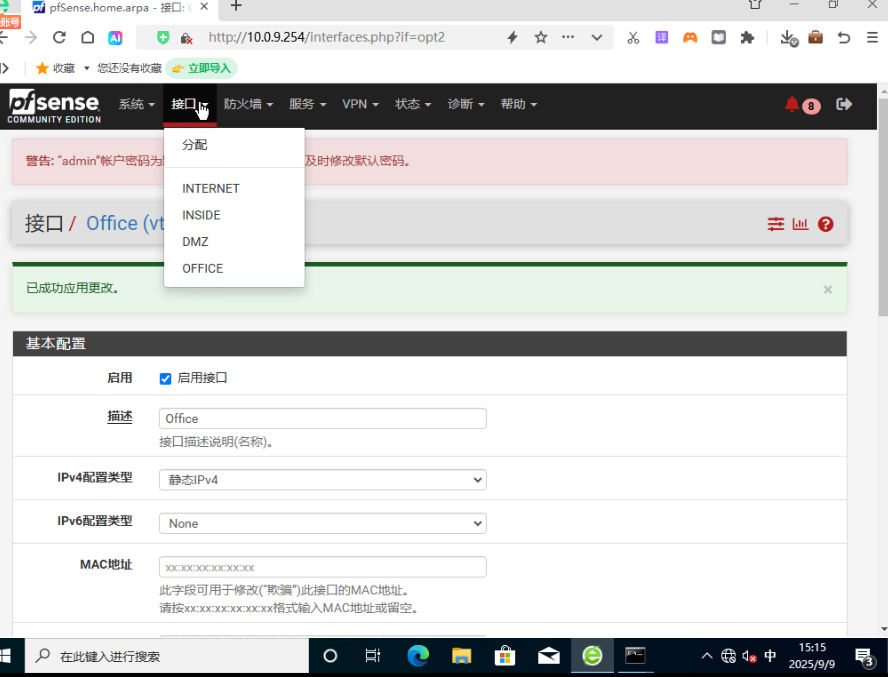 账号
pfSense.home.arpa - 接口:
http://10.0.9.254/interfaces.php?if=opt2
收藏 您还没有收藏 👉 立即导入
pfsense
COMMUNITY EDITION
系统 接口 防火墙 服务 VPN 状态 诊断 帮助 8
分配
INTERNET
INSIDE
DMZ
OFFICE
警告: “admin”帐户密码为 及时修改默认密码。
接口 / Office (vt
已成功应用更改。
基本配置
启用 启用接口
描述 Office
接口描述说明(名称)。
IPv4配置类型 静态IPv4
IPv6配置类型 None
MAC地址 xx:xx:xx:xx:xx:xx
此字段可用于修改(“欺骗”)此接口的MAC地址。
请按xx:xx:xx:xx:xx:xx格式输入MAC地址或留空。
在此键入进行搜索
中
15:15
2025/9/9
3